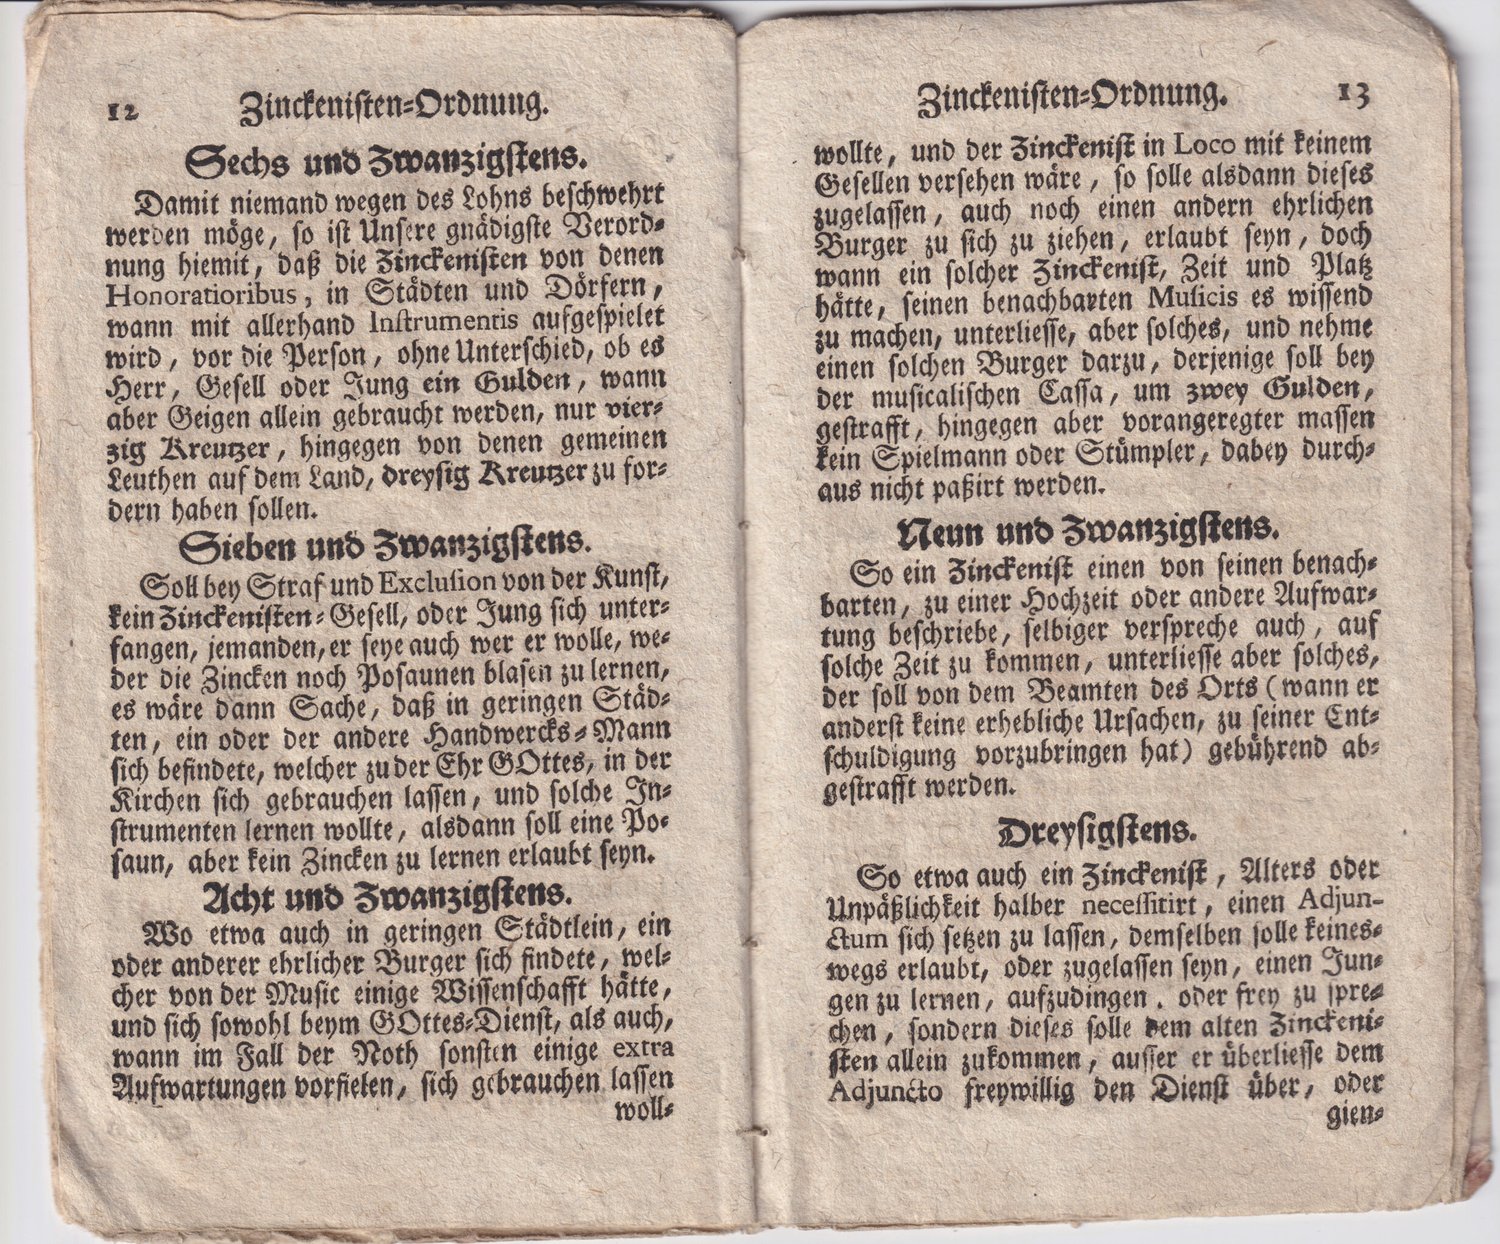 12 Zinckenisten-Ordnung.
Sechs und Zwanzigstens.
Damit niemand wegen des Lohns beschwehrt
werden möge, so ist Unsere gnädigste Verord-
nung hiemit, daß die Zinckenisten von denen
Honoratioribus, in Städten und Dörfern,
wann mit allerhand Instrumentis aufgespielet
wird, vor die Person, ohne Unterschied, ob es
Herr, Gesell oder Jung ein Gulden, wann
aber Geigen allein gebraucht werden, nur vier-
zig Kreutzer, hingegen von denen gemeinen
Leuthen auf dem Land, dreysig Kreutzer zu for-
dern haben sollen.
Sieben und Zwanzigstens.
Soll bey Straf und Exclusion von der Kunst,
kein Zinckenisten-Gesell, oder Jung sich unter-
fangen, jemanden, er seye auch wer er wolle, we-
der die Zincken noch Posaunen blasen zu lernen,
es wäre dann Sache, daß in geringen Städ-
ten, ein oder der andere Handwercks-Mann
sich befindete, welcher zu der Ehr GOttes, in der
Kirchen sich gebrauchen lassen, und solche In-
strumenten lernen wollte, alsdann soll eine Po-
saun, aber kein Zincken zu lernen erlaubt seyn.
Acht und Zwanzigstens.
Wo etwa auch in geringen Städtlein, ein
oder anderer ehrlicher Burger sich findete, wel-
cher von der Music einige Wissenschafft hätte,
und sich sowohl beym GOttes-Dienst, als auch,
wann im Fall der Noth sonsten einige extra
Aufwartungen vorfielen, sich gebrauchen lassen
woll-
Zinckenisten-Ordnung. 13
wollte, und der Zinckenist in Loco mit keinem
Gesellen versehen wäre, so solle alsdann dieses
zugelassen, auch noch einen andern ehrlichen
Burger zu sich zu ziehen, erlaubt seyn, doch
wann ein solcher Zinckenist, Zeit und Platz
hätte, seinen benachbarten Musicis es wissend
zu machen, unterliesse, aber solches, und nehme
einen solchen Burger darzu, derjenige soll bey
der musicalischen Cassa, um zwey Gulden,
gestrafft, hingegen aber vorangeregter massen
kein Spielmann oder Stümpler, dabey durch-
aus nicht paßirt werden.
Neun und Zwanzigstens.
So ein Zinckenist einen von seinen benach-
barten, zu einer Hochzeit oder andere Aufwar-
tung beschriebe, selbiger verspreche auch, auf
solche Zeit zu kommen, unterliesse aber solches,
der soll von dem Beamten des Orts (wann er
anderst keine erhebliche Ursachen, zu seiner Ent-
schuldigung vorzubringen hat) gebührend ab-
gestrafft werden.
Dreysigstens.
So etwa auch ein Zinckenist, Alters oder
Unpäßlichkeit halber necessitirt, einen Adjun-
ctum sich setzen zu lassen, demselben solle keines-
wegs erlaubt, oder zugelassen seyn, einen Jun-
gen zu lernen, aufzudingen, oder frey zu spre-
chen, sondern dieses solle dem alten Zinckeni-
sten allein zukommen, ausser er überliesse dem
Adjuncto freywillig den Dienst über, oder
gien-